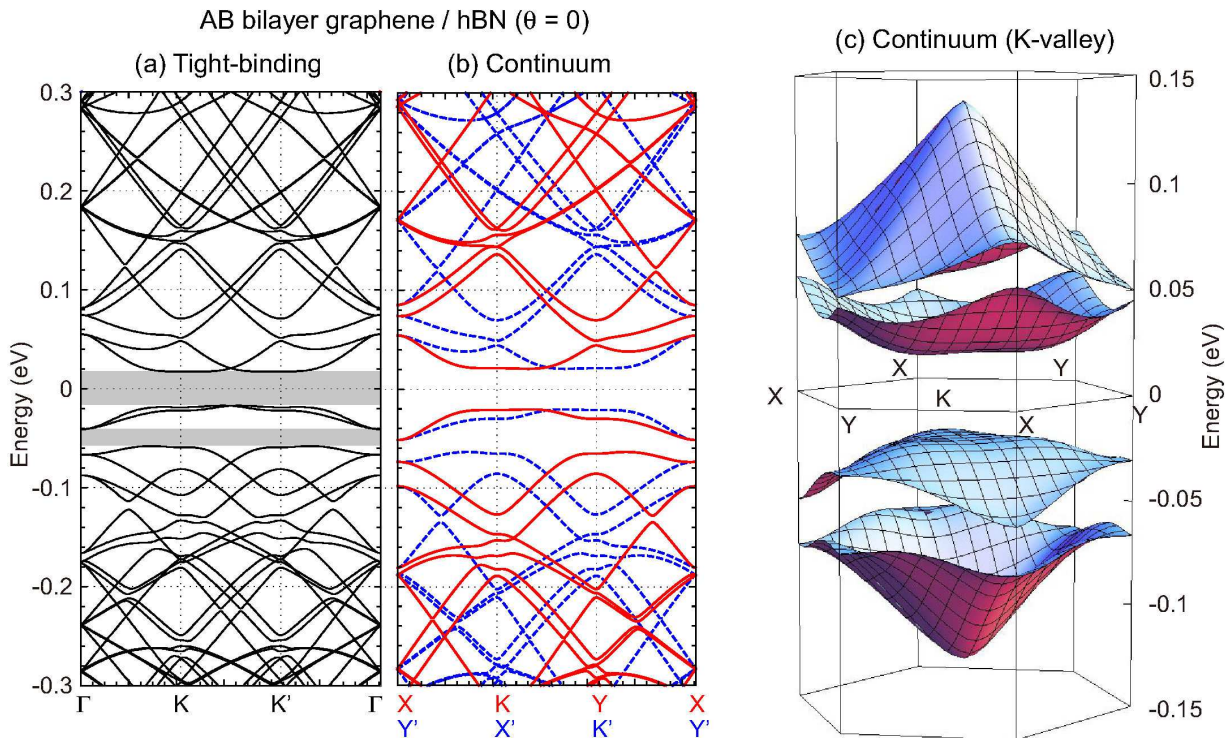 AB bilayer graphene / hBN (θ = 0)
(a) Tight-binding
(b) Continuum
(c) Continuum (K-valley)
Energy (eV)
0.3
0.2
0.1
0
-0.1
-0.2
-0.3
Γ K K' Γ
X K Y X
Y' X' K' Y'
0.15
0.1
0.05
0
-0.05
-0.1
-0.15
Energy (eV)
X Y
X K Y
Y X